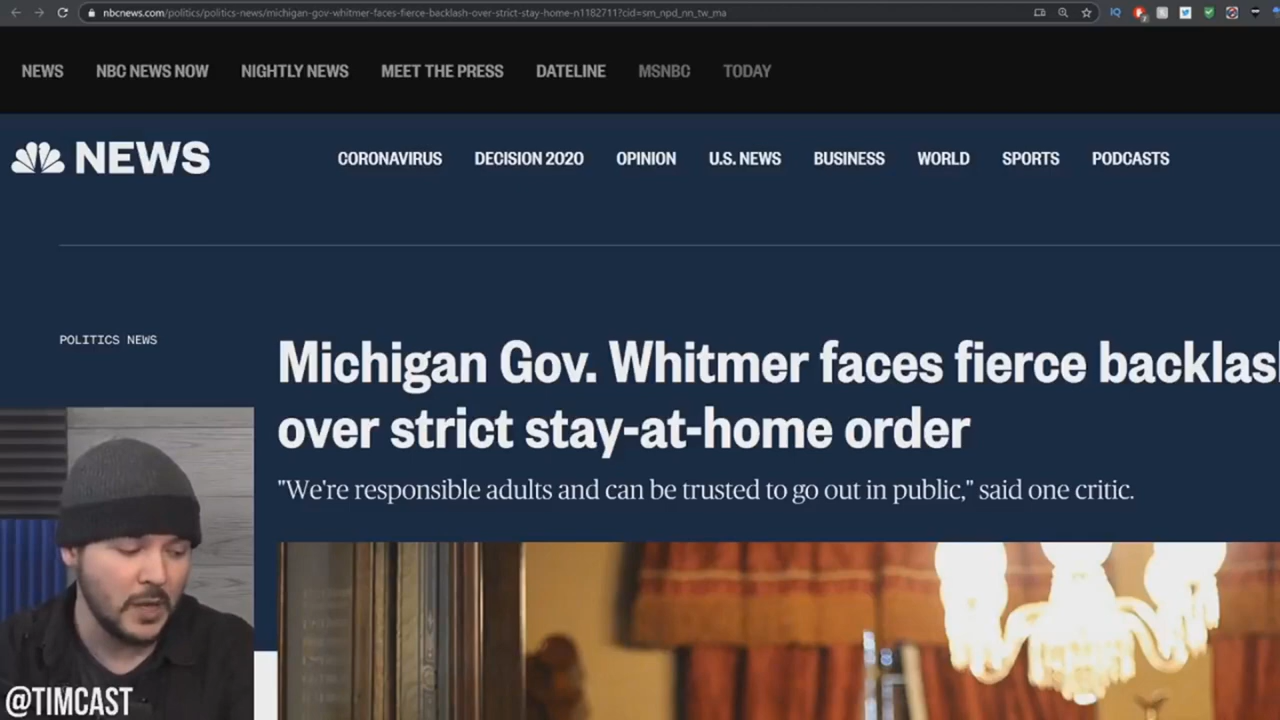 nbcnews.com/politics/politics-news/michigan-gov-whitmer-faces-fierce-backlash-over-strict-stay-home-n1182711?cid=sm_npd_nn_tw_ma
NEWS NBC NEWS NOW NIGHTLY NEWS MEET THE PRESS DATELINE MSNBC TODAY
NEWS CORONAVIRUS DECISION 2020 OPINION U.S. NEWS BUSINESS WORLD SPORTS PODCASTS
POLITICS NEWS
Michigan Gov. Whitmer faces fierce backlas
over strict stay-at-home order
"We're responsible adults and can be trusted to go out in public," said one critic.
@TIMCAST